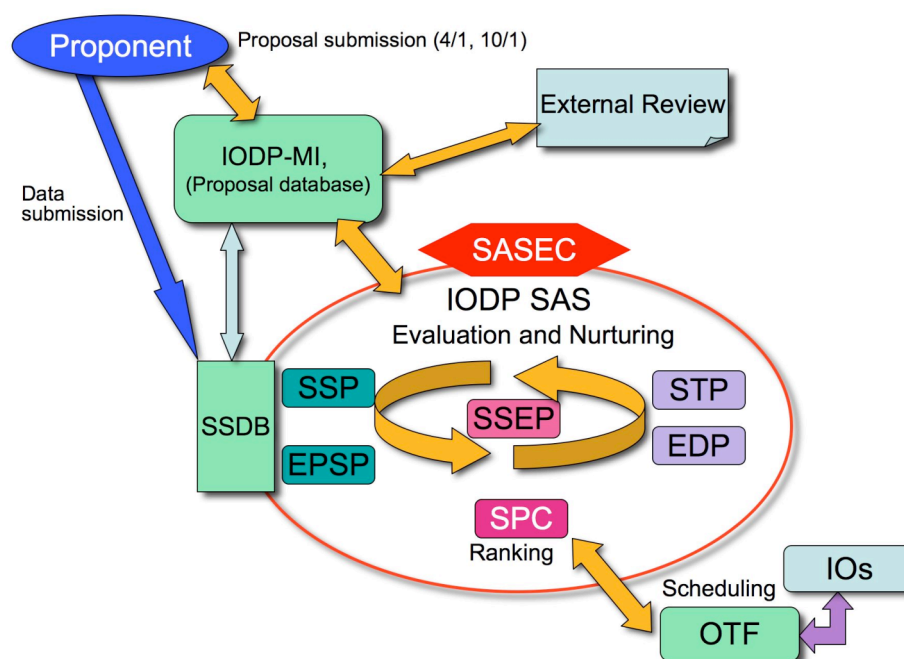 Proponent
Proposal submission (4/1, 10/1)
External Review
IODP-MI,
(Proposal database)
Data
submission
SASEC
IODP SAS
Evaluation and Nurturing
SSP
STP
SSEP
SSDB
EDP
EPSP
SPC
Ranking
Scheduling
IOs
OTF